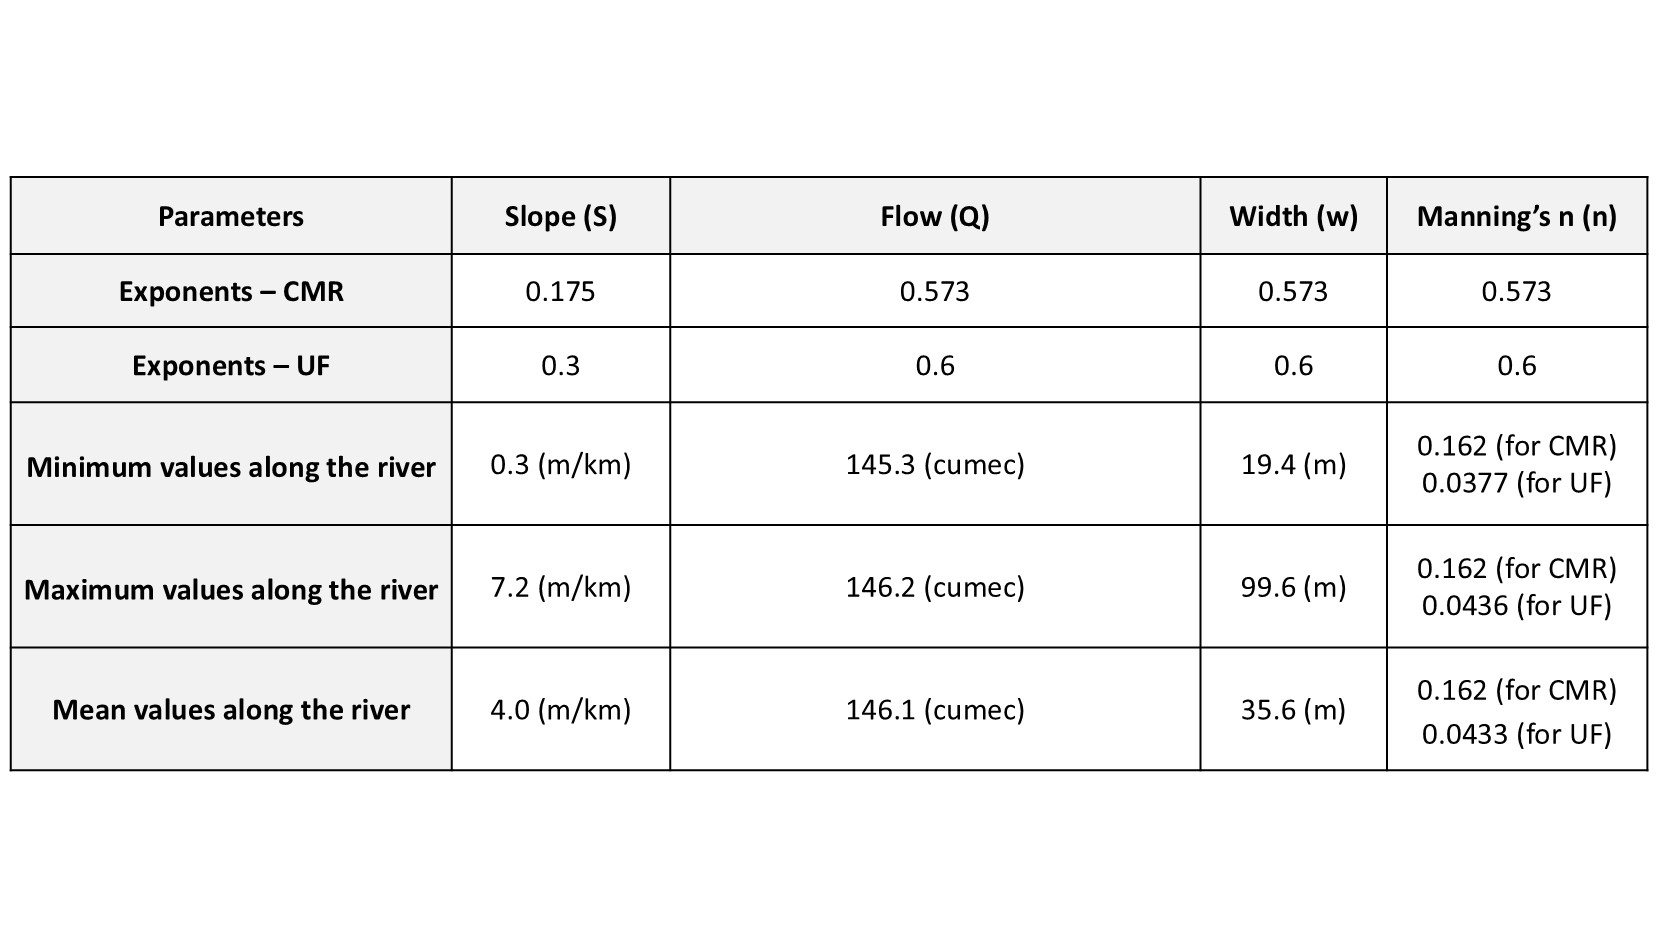 Parameters Slope (S) Flow (Q) Width (w) Manning’s n (n)
Exponents – CMR 0.175 0.573 0.573 0.573
Exponents – UF 0.3 0.6 0.6 0.6
Minimum values along the river 0.3 (m/km) 145.3 (cumec) 19.4 (m) 0.162 (for CMR)
0.0377 (for UF)
Maximum values along the river 7.2 (m/km) 146.2 (cumec) 99.6 (m) 0.162 (for CMR)
0.0436 (for UF)
Mean values along the river 4.0 (m/km) 146.1 (cumec) 35.6 (m) 0.162 (for CMR)
0.0433 (for UF)